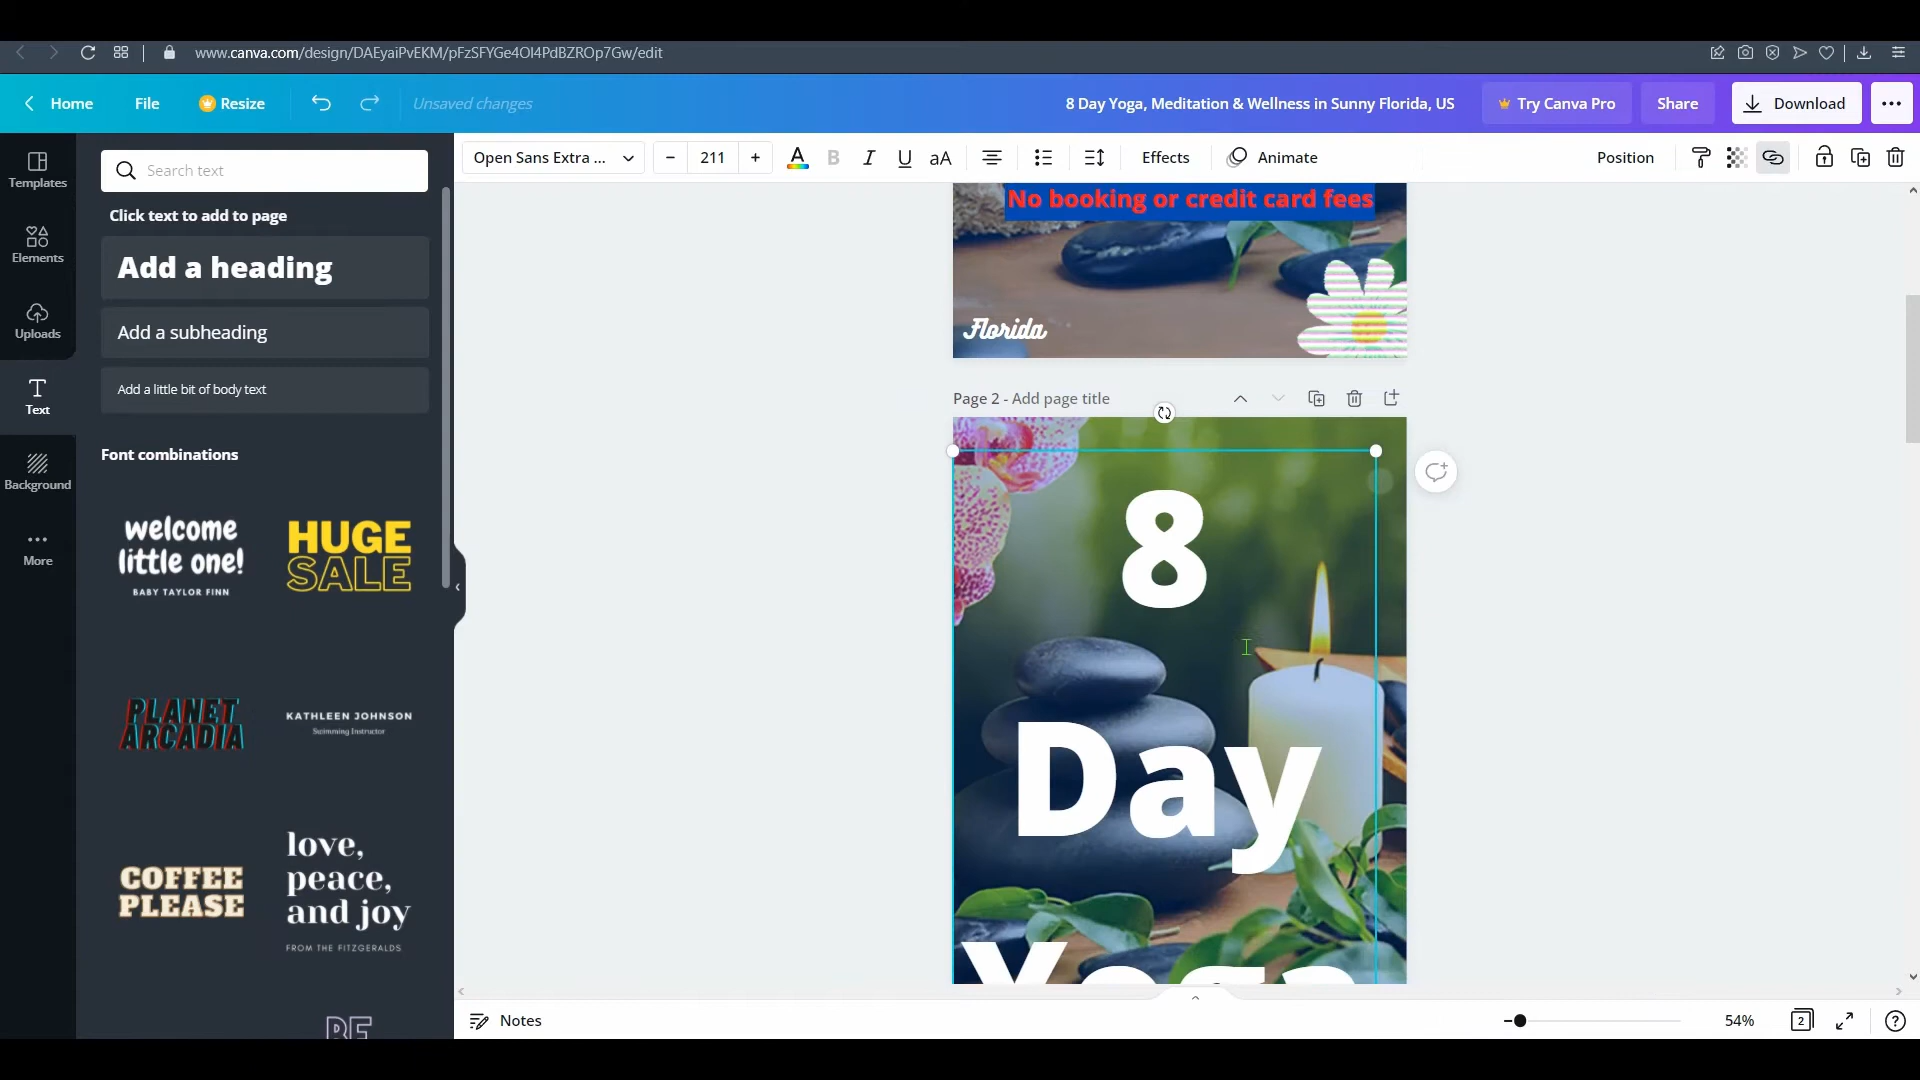 www.canva.com/design/DAEyaiPvEKM/pFzSFYGe4Ol4PdBZROp7Gw/edit
Home File Resize Unsaved changes 8 Day Yoga, Meditation & Wellness in Sunny Florida, US Try Canva Pro Share Download
Open Sans Extra ... 211 A B I U aA Effects Animate Position
Templates
Elements
Uploads
Text
Background
More
Search text
Click text to add to page
Add a heading
Add a subheading
Add a little bit of body text
Font combinations
welcome
little one!
BABY TAYLOR FINN
HUGE
SALE
PLANET
ARCADIA
KATHLEEN JOHNSON
Swimming Instructor
COFFEE
PLEASE
love,
peace,
and joy
FROM THE FITZGERALDS
BE
No booking or credit card fees
Florida
Page 2 - Add page title
8
Day
Yoga
Notes
54%
2